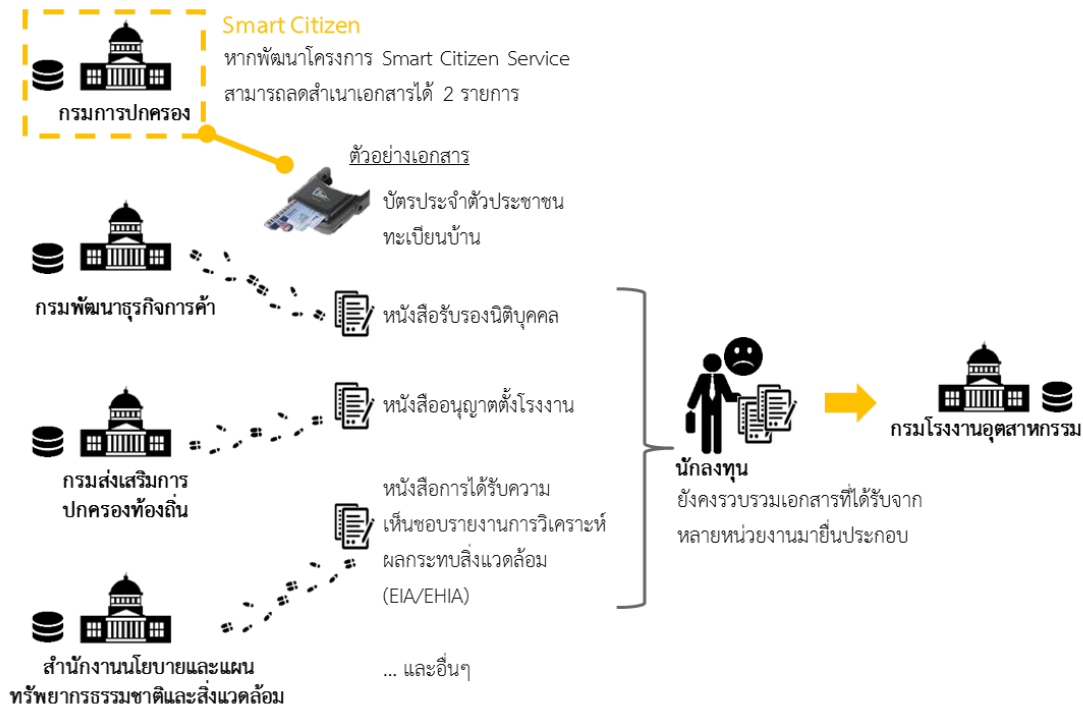 Smart Citizen
หากพัฒนาโครงการ Smart Citizen Service
สามารถลดสำเนาเอกสารได้ 2 รายการ
กรมการปกครอง
ตัวอย่างเอกสาร
บัตรประจำตัวประชาชน
ทะเบียนบ้าน
กรมพัฒนาธุรกิจการค้า
หนังสือรับรองนิติบุคคล
หนังสืออนุญาตตั้งโรงงาน
กรมส่งเสริมการ
ปกครองท้องถิ่น
หนังสือการได้รับความ
เห็นชอบรายงานการวิเคราะห์
ผลกระทบสิ่งแวดล้อม
(EIA/EHIA)
สำนักงานนโยบายและแผน
ทรัพยากรธรรมชาติและสิ่งแวดล้อม
... และอื่นๆ
นักลงทุน
ยังคงรวบรวมเอกสารที่ได้รับจาก
หลายหน่วยงานมายื่นประกอบ
กรมโรงงานอุตสาหกรรม